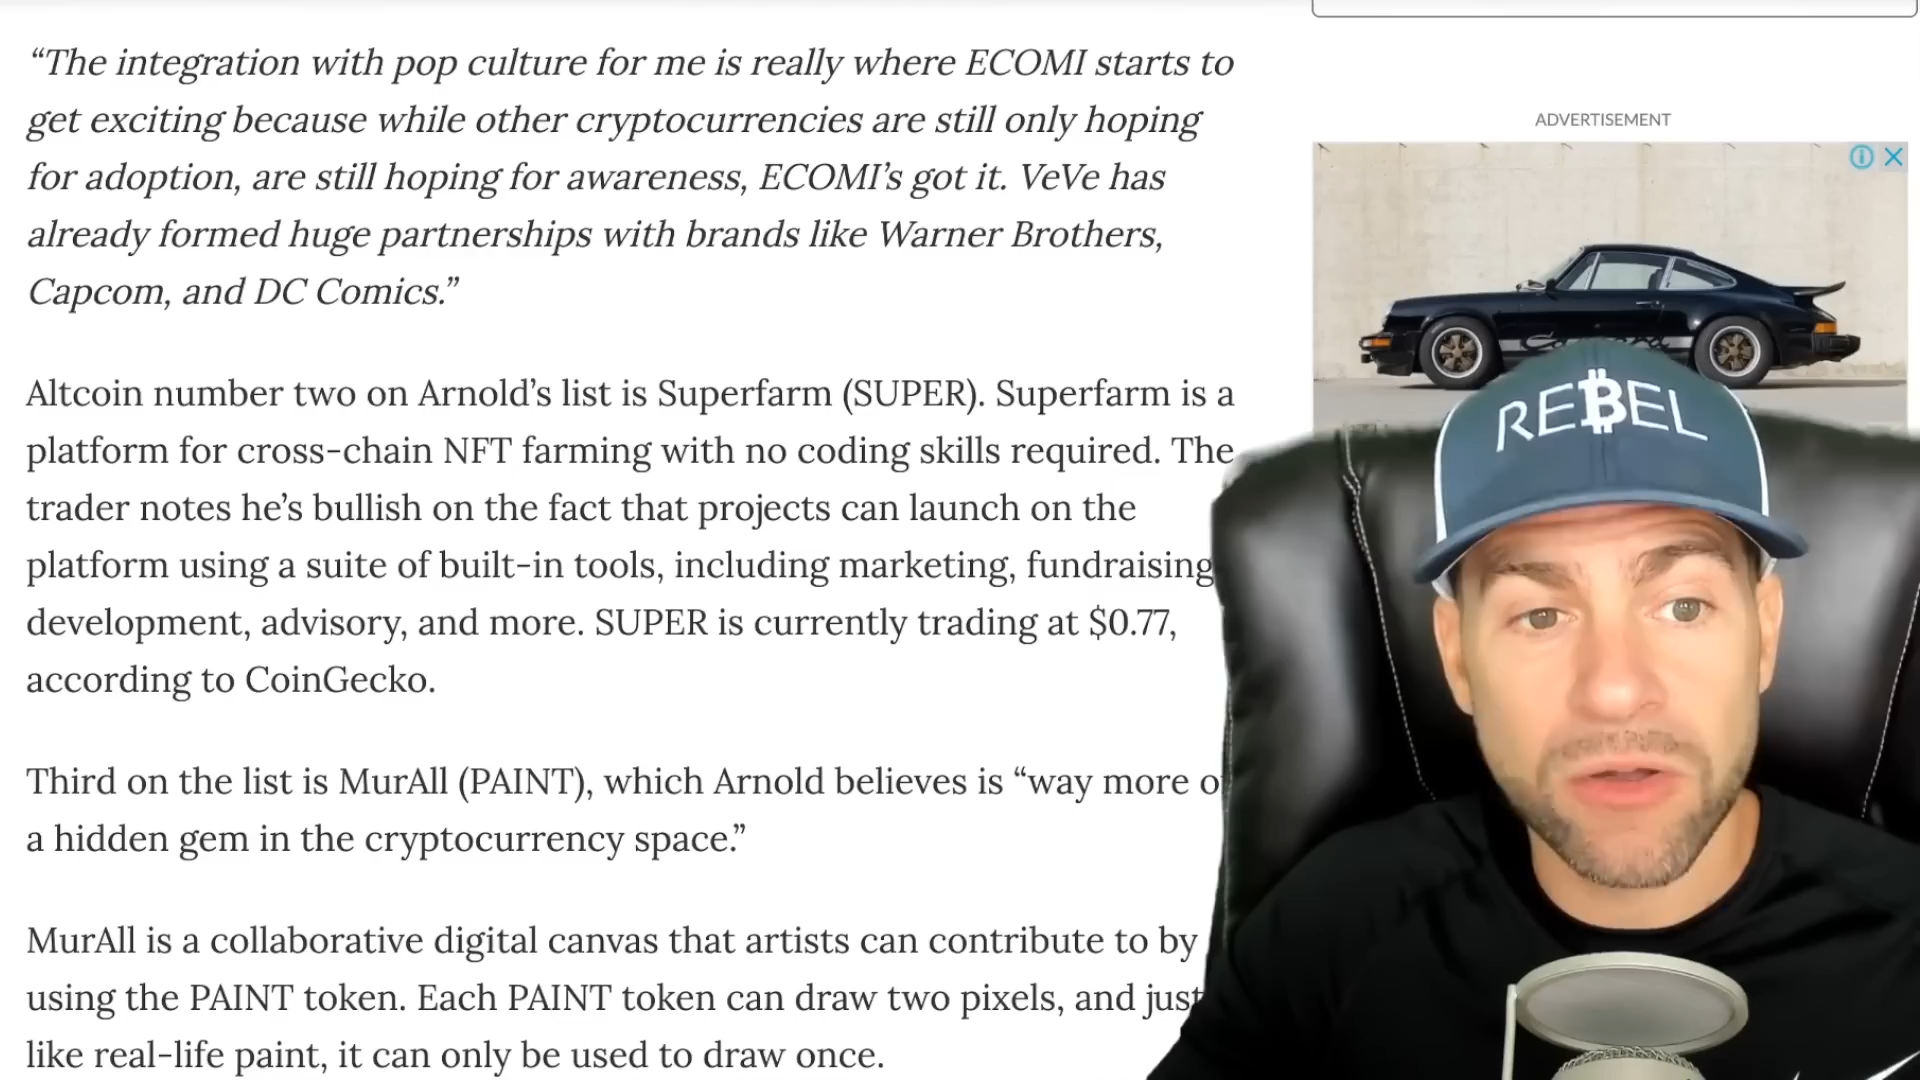 “The integration with pop culture for me is really where ECOMI starts to
get exciting because while other cryptocurrencies are still only hoping
for adoption, are still hoping for awareness, ECOMI’s got it. VeVe has
already formed huge partnerships with brands like Warner Brothers,
Capcom, and DC Comics.”
Altcoin number two on Arnold’s list is Superfarm (SUPER). Superfarm is a
platform for cross-chain NFT farming with no coding skills required. The
trader notes he’s bullish on the fact that projects can launch on the
platform using a suite of built-in tools, including marketing, fundraising
development, advisory, and more. SUPER is currently trading at $0.77,
according to CoinGecko.
Third on the list is MurAll (PAINT), which Arnold believes is “way more o
a hidden gem in the cryptocurrency space.”
MurAll is a collaborative digital canvas that artists can contribute to by
using the PAINT token. Each PAINT token can draw two pixels, and just
like real-life paint, it can only be used to draw once.
ADVERTISEMENT
REBEL